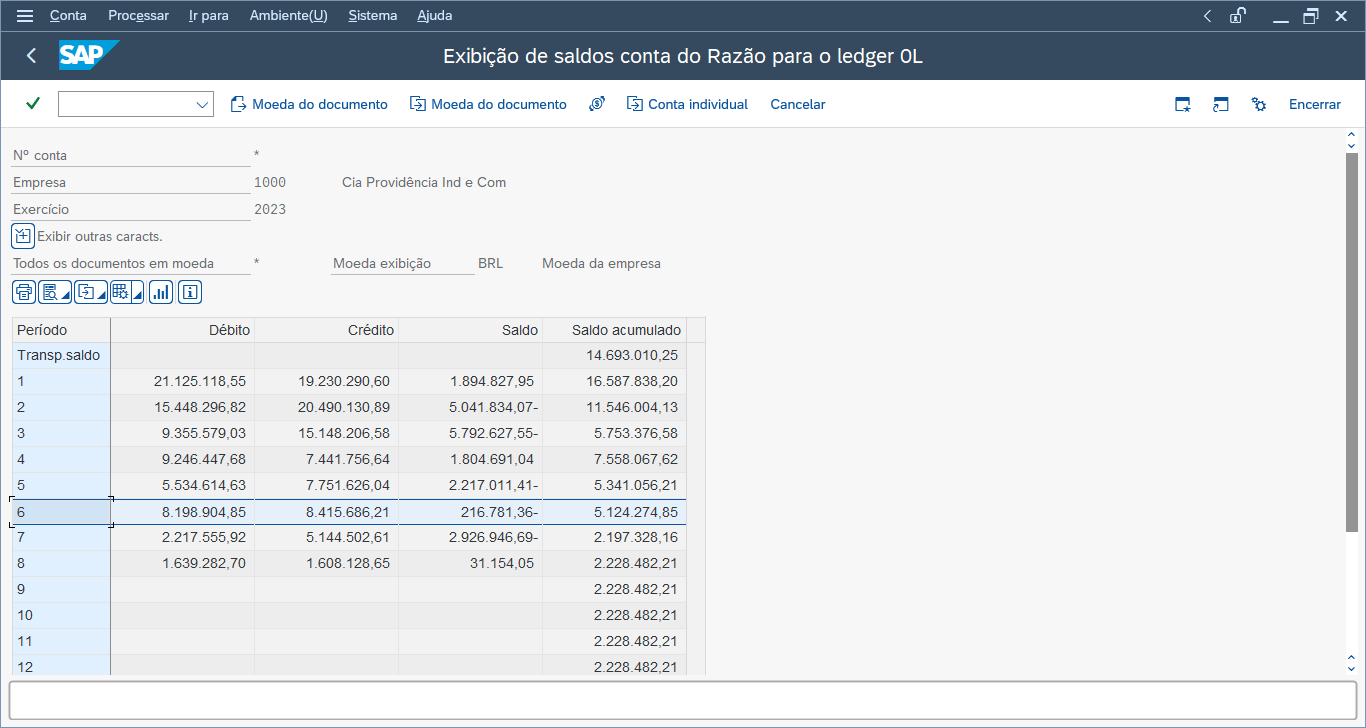 Conta Processar Ir para Ambiente(U) Sistema Ajuda
SAP Exibição de saldos conta do Razão para o ledger 0L
Moeda do documento Moeda do documento Conta individual Cancelar Encerrar
Nº conta *
Empresa 1000 Cia Providência Ind e Com
Exercício 2023
Exibir outras caracts.
Todos os documentos em moeda * Moeda exibição BRL Moeda da empresa
Período Débito Crédito Saldo Saldo acumulado
Transp.saldo 14.693.010,25
1 21.125.118,55 19.230.290,60 1.894.827,95 16.587.838,20
2 15.448.296,82 20.490.130,89 5.041.834,07- 11.546.004,13
3 9.355.579,03 15.148.206,58 5.792.627,55- 5.753.376,58
4 9.246.447,68 7.441.756,64 1.804.691,04 7.558.067,62
5 5.534.614,63 7.751.626,04 2.217.011,41- 5.341.056,21
6 8.198.904,85 8.415.686,21 216.781,36- 5.124.274,85
7 2.217.555,92 5.144.502,61 2.926.946,69- 2.197.328,16
8 1.639.282,70 1.608.128,65 31.154,05 2.228.482,21
9 2.228.482,21
10 2.228.482,21
11 2.228.482,21
12 2.228.482,21